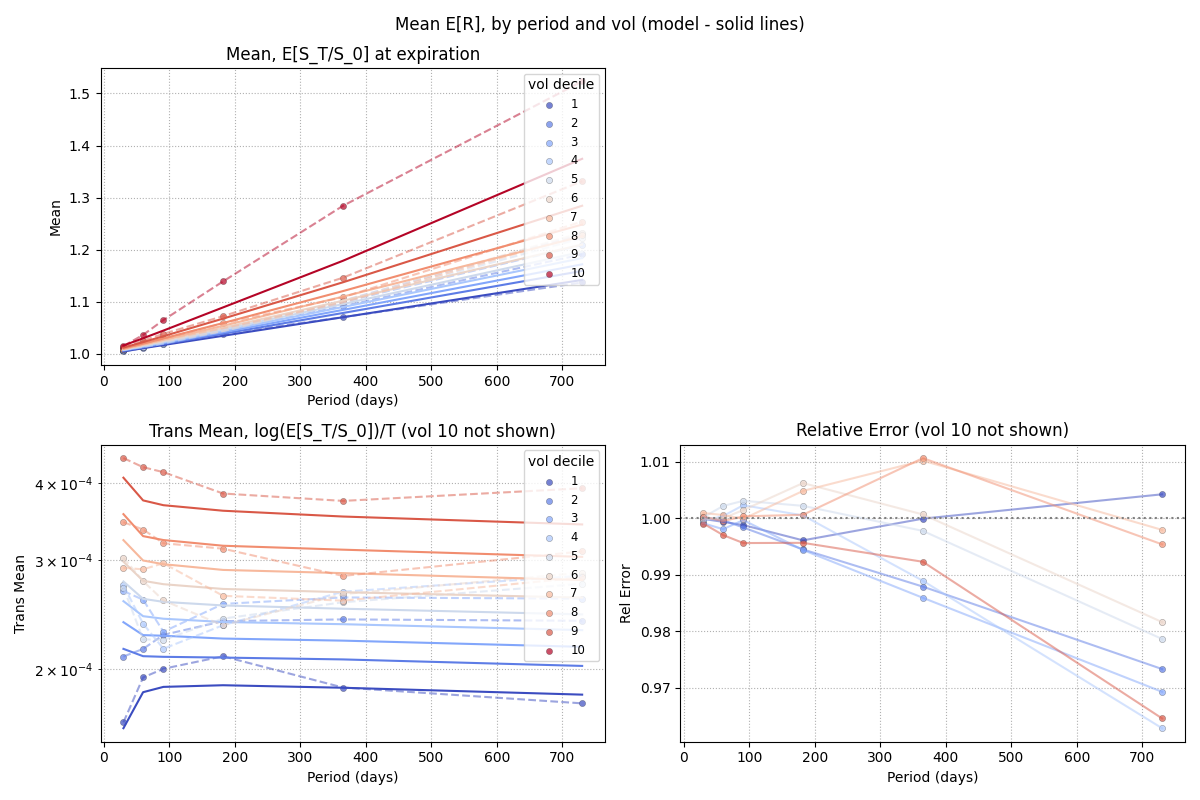 Mean E[R], by period and vol (model - solid lines)
Mean, E[S_T/S_0] at expiration
Mean
1.5
1.4
1.3
1.2
1.1
1.0
vol decile
1
2
3
4
5
6
7
8
9
10
0 100 200 300 400 500 600 700
Period (days)
Trans Mean, log(E[S_T/S_0])/T (vol 10 not shown)
Trans Mean
4 × 10⁻⁴
3 × 10⁻⁴
2 × 10⁻⁴
vol decile
1
2
3
4
5
6
7
8
9
10
0 100 200 300 400 500 600 700
Period (days)
Relative Error (vol 10 not shown)
Rel Error
1.01
1.00
0.99
0.98
0.97
0 100 200 300 400 500 600 700
Period (days)